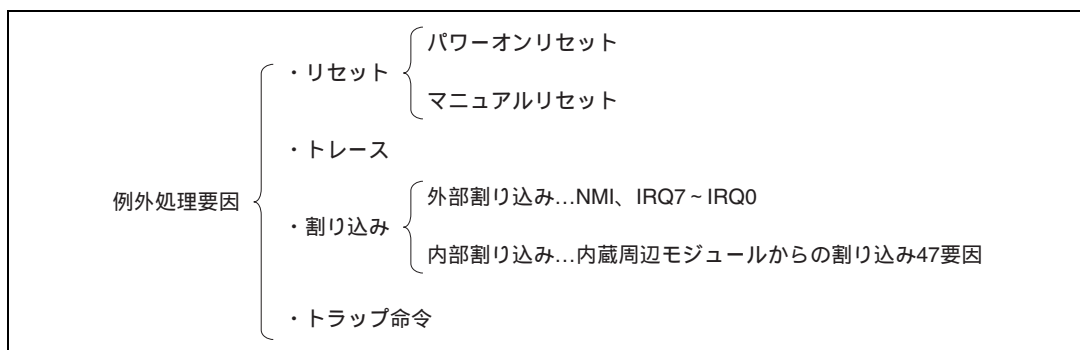 パワーオンリセット
・リセット
マニュアルリセット
・トレース
例外処理要因
外部割り込み…NMI、IRQ7~IRQ0
・割り込み
内部割り込み…内蔵周辺モジュールからの割り込み47要因
・トラップ命令